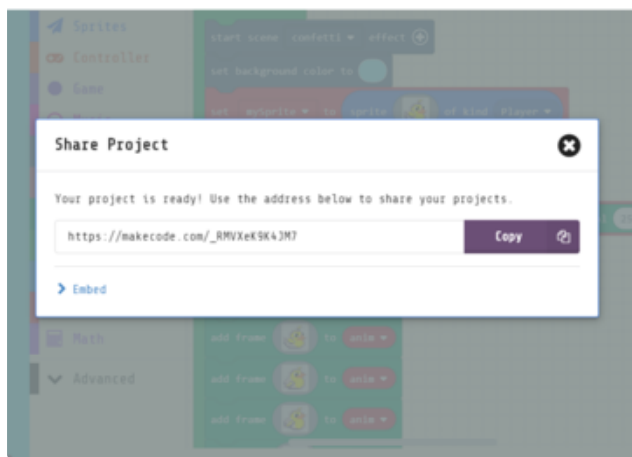 Sprites
Controller
Game
start scene confetti effect
set background color to
set mySprite to sprite of kind Player
Share Project
Your project is ready! Use the address below to share your projects.
https://makecode.com/_RMVXeK9K4JM7
Copy
Embed
Math
Advanced
add frame to anim
add frame to anim
add frame to anim